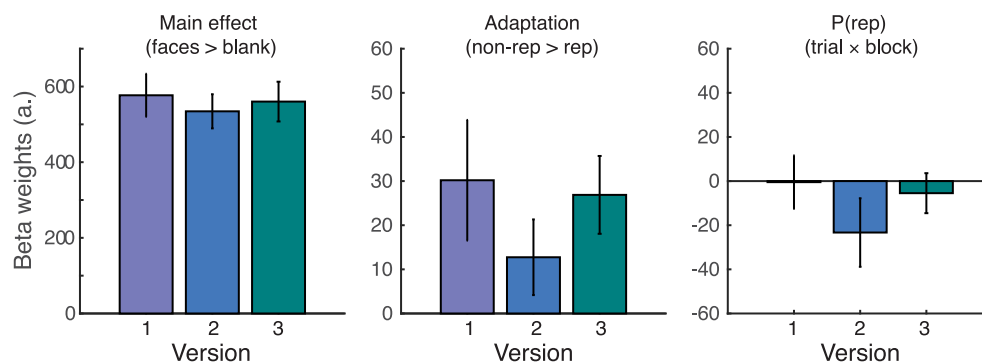 Main effect
(faces > blank)
Beta weights (a.)
600
400
200
0
1 2 3
Version
Adaptation
(non-rep > rep)
60
50
40
30
20
10
0
1 2 3
Version
P(rep)
(trial × block)
60
40
20
0
-20
-40
-60
1 2 3
Version